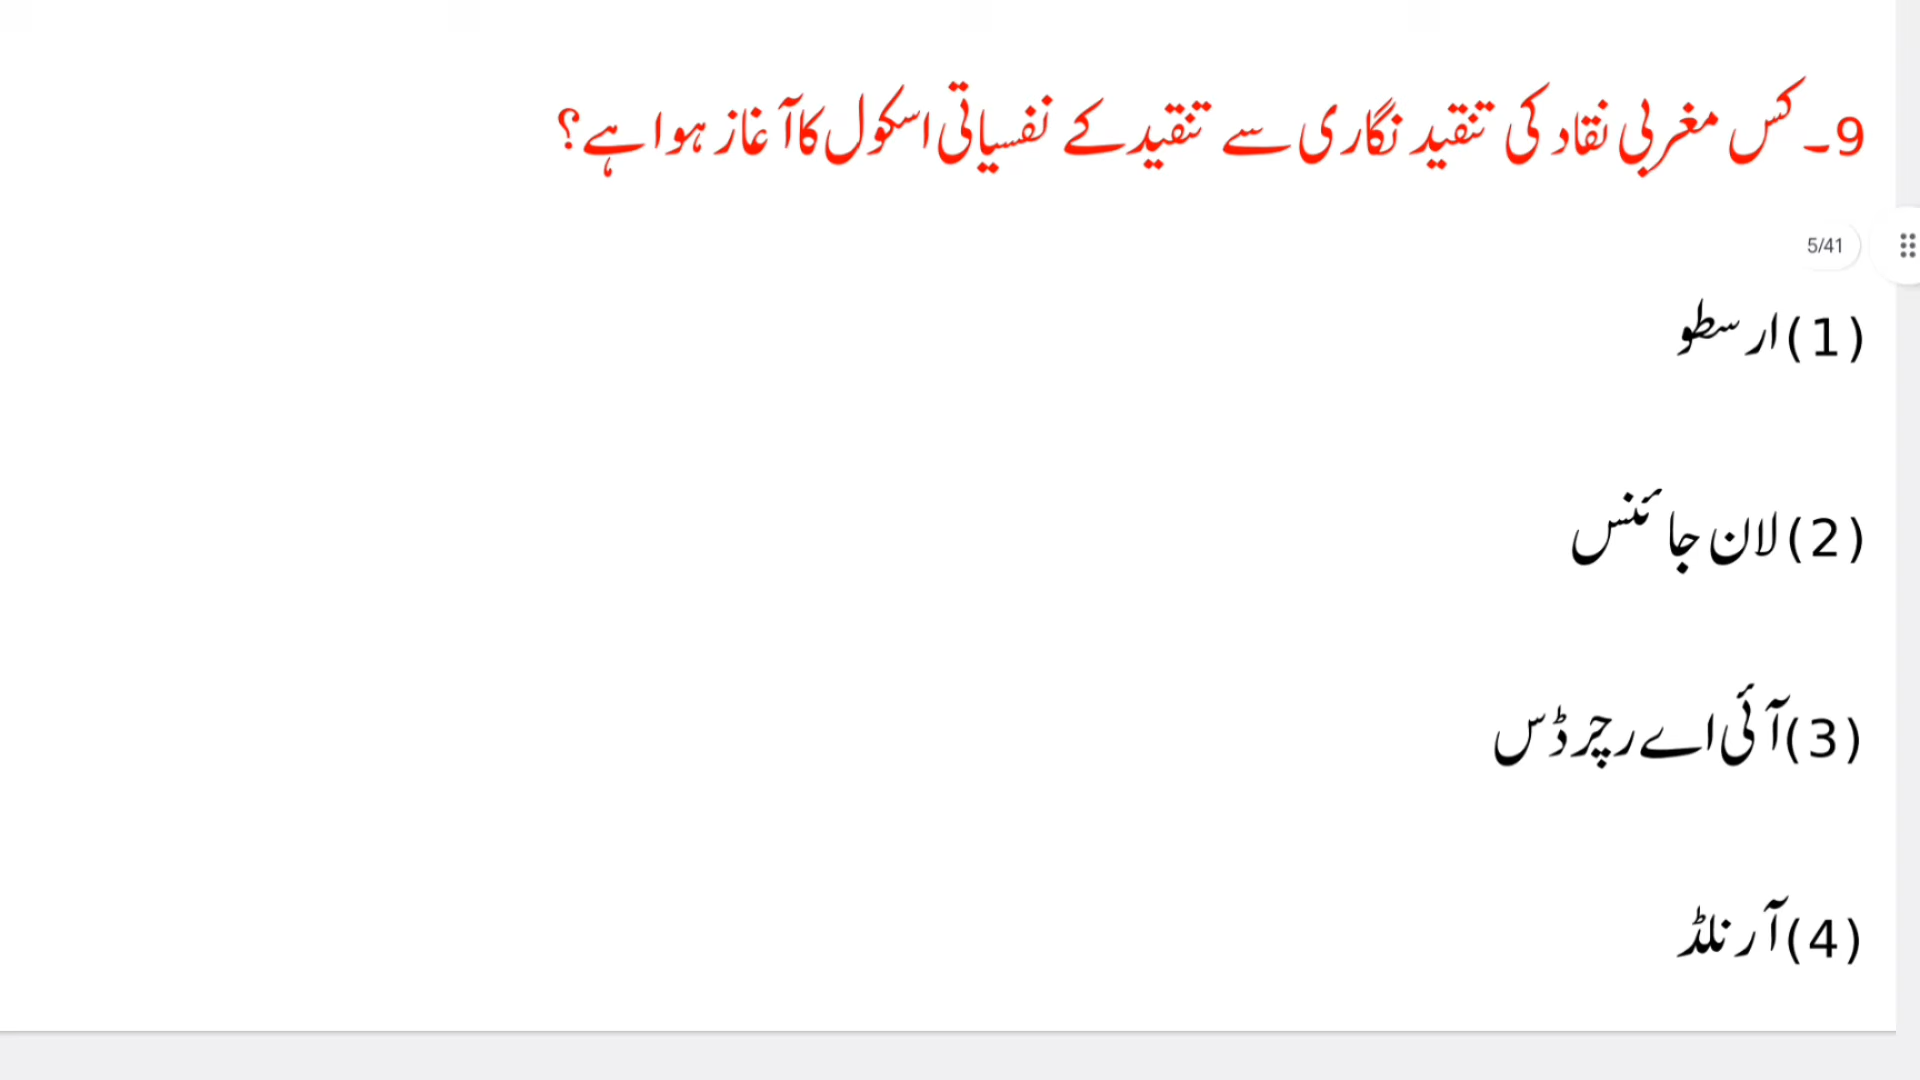 9۔ کس مغربی نقاد کی تنقید نگاری سے تنقید کے نفسیاتی اسکول کا آغاز ہوا ہے؟
5/41
(1) ارسطو
(2) لان جائنس
(3) آئی اے رچرڈس
(4) آرنلڈ